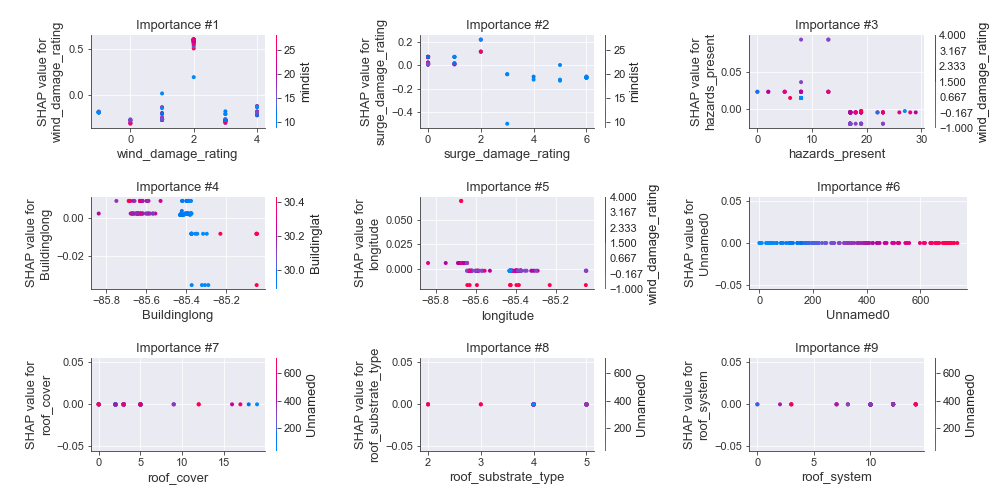 Importance #1
SHAP value for
wind_damage_rating
0.5
0.0
0
2
4
wind_damage_rating
25
20
15
10
mindist
Importance #2
SHAP value for
surge_damage_rating
0.2
0.0
−0.2
−0.4
0
2
4
6
surge_damage_rating
25
20
15
10
mindist
Importance #3
SHAP value for
hazards_present
0.05
0.00
0
10
20
30
hazards_present
4.000
3.167
2.333
1.500
0.667
−0.167
−1.000
wind_damage_rating
Importance #4
SHAP value for
Buildinglong
0.00
−0.02
−85.8
−85.6
−85.4
−85.2
Buildinglong
30.4
30.2
30.0
Buildinglat
Importance #5
SHAP value for
longitude
0.050
0.025
0.000
−85.8
−85.6
−85.4
−85.2
longitude
4.000
3.167
2.333
1.500
0.667
−0.167
−1.000
wind_damage_rating
Importance #6
SHAP value for
Unnamed0
0.05
0.00
−0.05
0
200
400
600
Unnamed0
Importance #7
SHAP value for
roof_cover
0.05
0.00
−0.05
0
5
10
15
roof_cover
600
400
200
Unnamed0
Importance #8
SHAP value for
roof_substrate_type
0.05
0.00
−0.05
2
3
4
5
roof_substrate_type
600
400
200
Unnamed0
Importance #9
SHAP value for
roof_system
0.05
0.00
−0.05
0
5
10
roof_system
600
400
200
Unnamed0